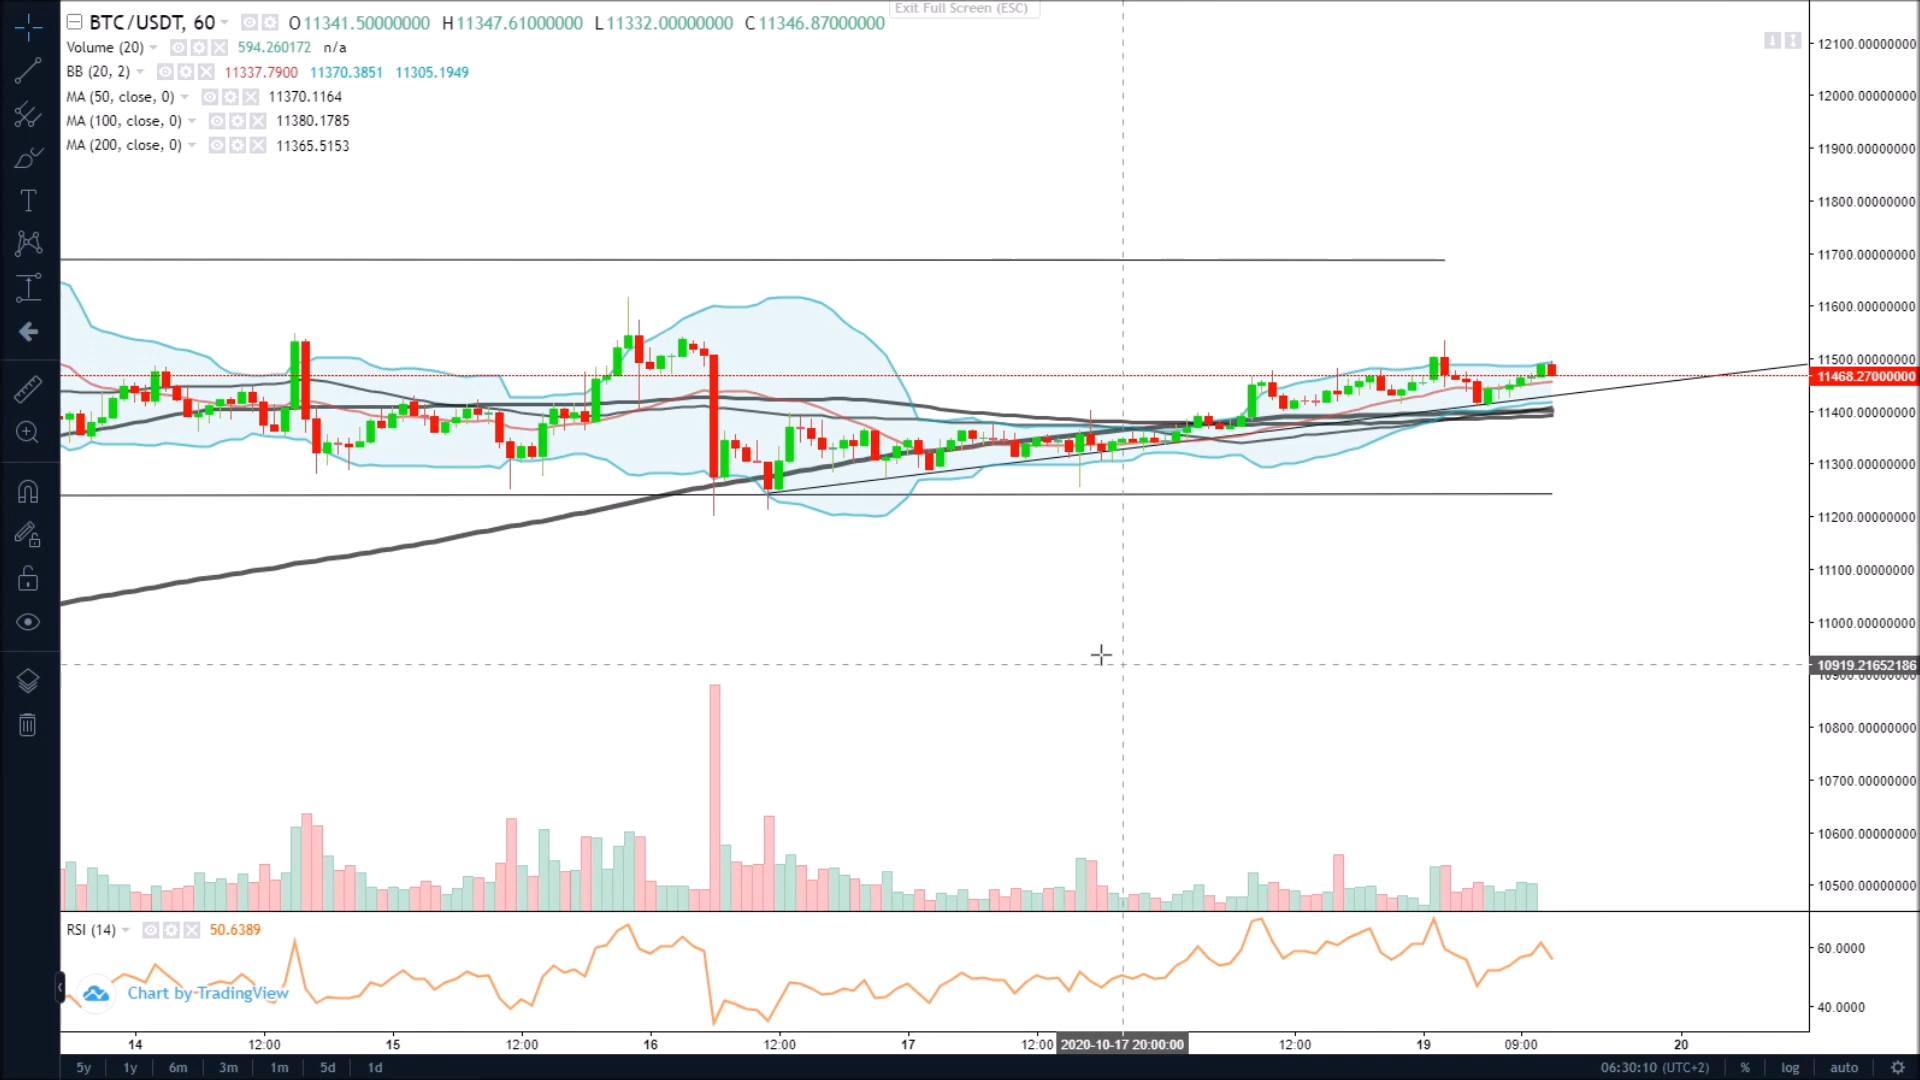 Exit Full Screen (ESC)
BTC/USDT, 60 O11341.50000000 H11347.61000000 L11332.00000000 C11346.87000000
Volume (20) 594.260172 n/a
BB (20, 2) 11337.7900 11370.3851 11305.1949
MA (50, close, 0) 11370.1164
MA (100, close, 0) 11380.1785
MA (200, close, 0) 11365.5153
12100.00000000
12000.00000000
11900.00000000
11800.00000000
11700.00000000
11600.00000000
11500.00000000
11468.27000000
11400.00000000
11300.00000000
11200.00000000
11100.00000000
11000.00000000
10919.21652186
10900.00000000
10800.00000000
10700.00000000
10600.00000000
10500.00000000
RSI (14) 50.6389
60.0000
Chart by TradingView
40.0000
14 12:00 15 12:00 16 12:00 17 12:00 2020-10-17 20:00:00 12:00 19 09:00 20
5y 1y 6m 3m 1m 5d 1d 06:30:10 (UTC+2) % log auto